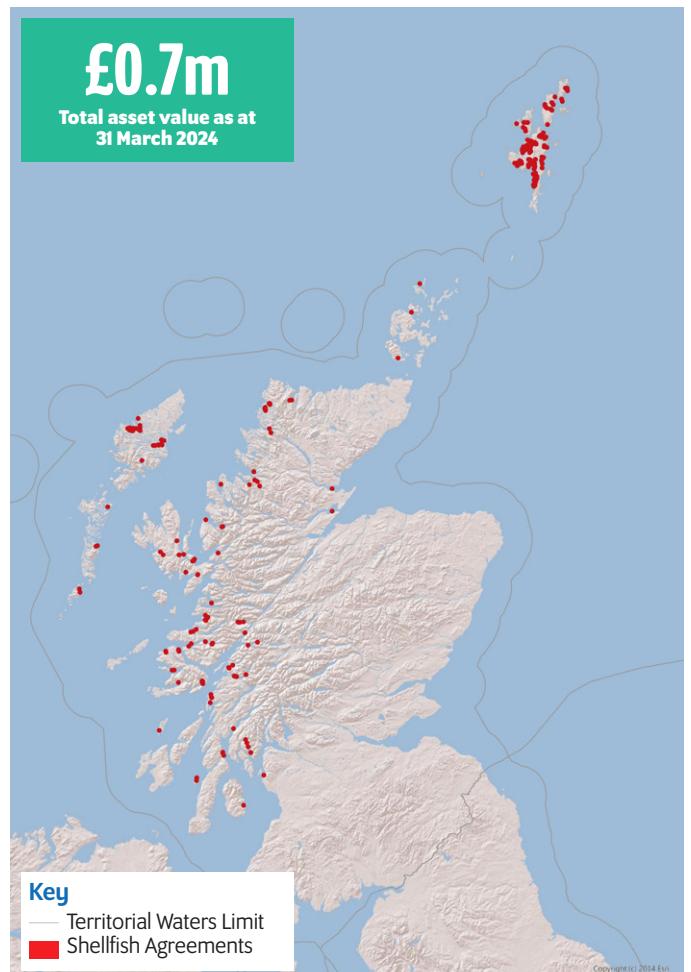 £0.7m
Total asset value as at
31 March 2024
Key
Territorial Waters Limit
Shellfish Agreements
Copyright:(c) 2014 Esri